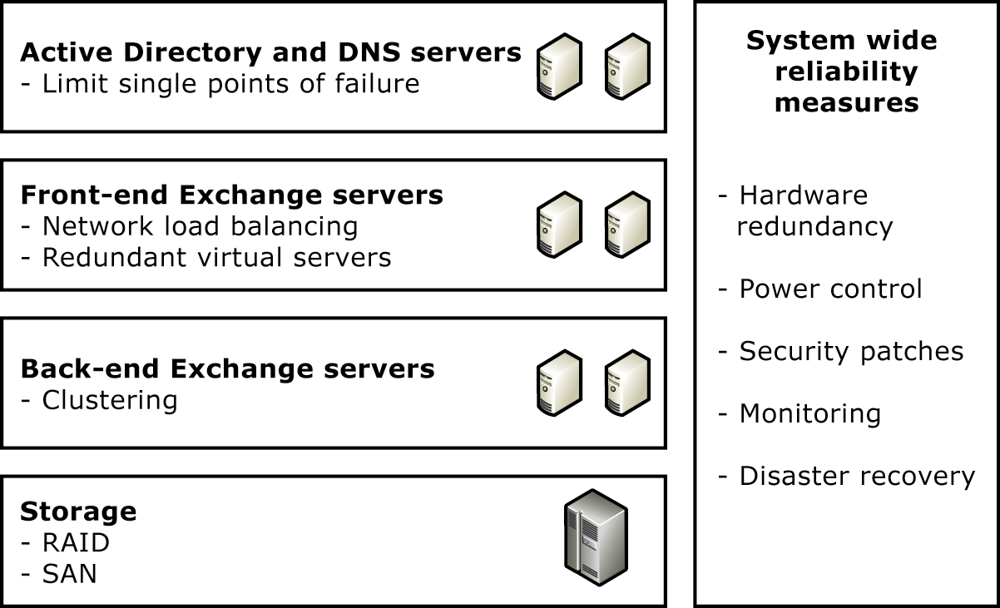 Active Directory and DNS servers
- Limit single points of failure
Front-end Exchange servers
- Network load balancing
- Redundant virtual servers
Back-end Exchange servers
- Clustering
Storage
- RAID
- SAN
System wide
reliability
measures
- Hardware
redundancy
- Power control
- Security patches
- Monitoring
- Disaster recovery